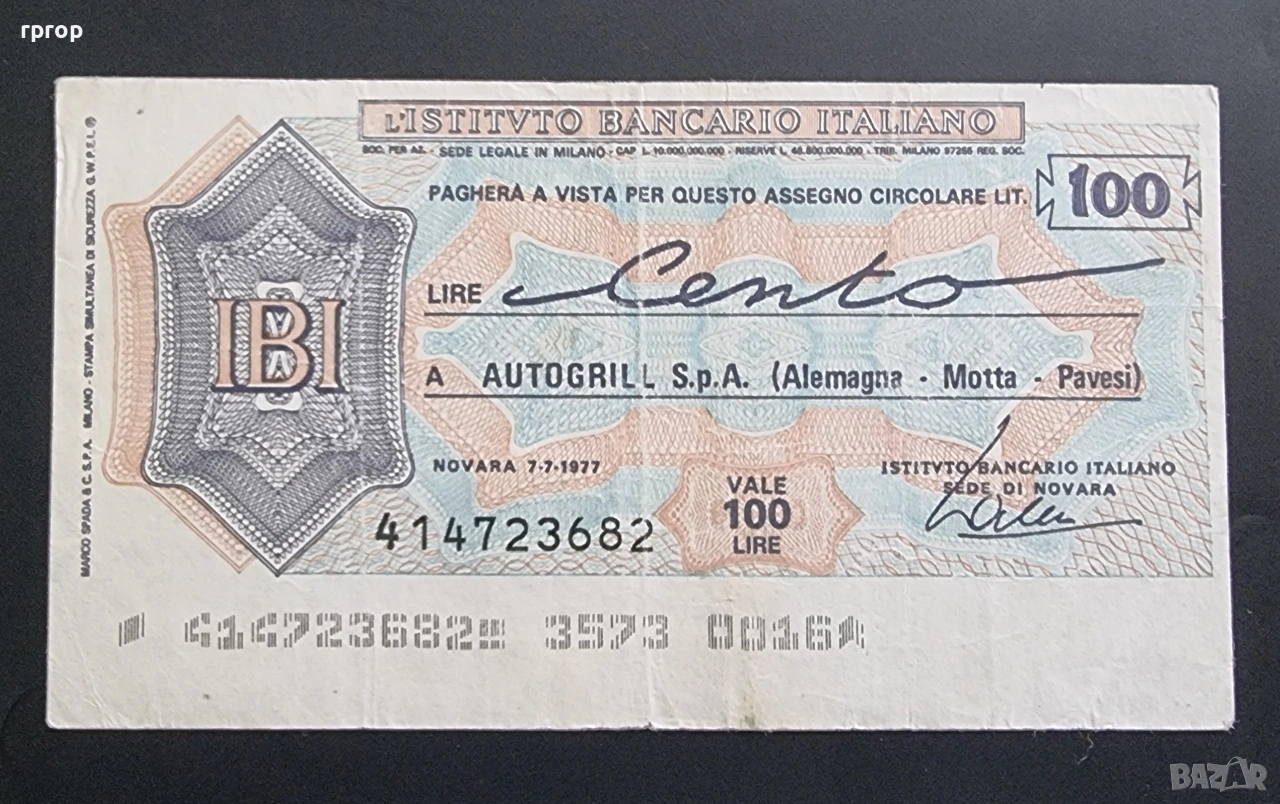 rprop
L'ISTITVTO BANCARIO ITALIANO
SOC. PER AZ. - SEDE LEGALE IN MILANO - CAP L. 10.000.000.000 - RISERVE L. 48.800.000.000 - TRIB. MILANO 97265 REG. SOC.
PAGHERÀ A VISTA PER QUESTO ASSEGNO CIRCOLARE LIT. 100
LIRE Cento
A AUTOGRILL S.p.A. (Alemagna - Motta - Pavesi)
IBI
NOVARA 7-7-1977
ISTITVTO BANCARIO ITALIANO
SEDE DI NOVARA
VALE
100
LIRE
414723682
414723682 3573 00164
MARCO SPADA & C. S.P.A. MILANO - STAMPA SIMULTANEA DI SICUREZZA G.W.P.E.L.®
BAZAR